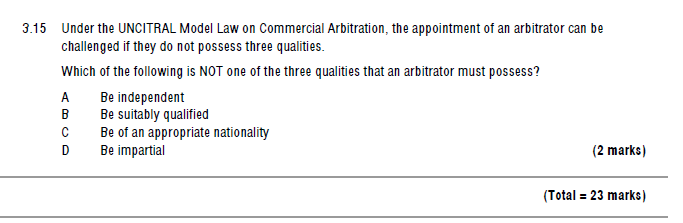 3.15 Under the UNCITRAL Model Law on Commercial Arbitration, the appointment of an arbitrator can be
challenged if they do not possess three qualities.
Which of the following is NOT one of the three qualities that an arbitrator must possess?
A Be independent
B Be suitably qualified
C Be of an appropriate nationality
D Be impartial (2 marks)
(Total = 23 marks)